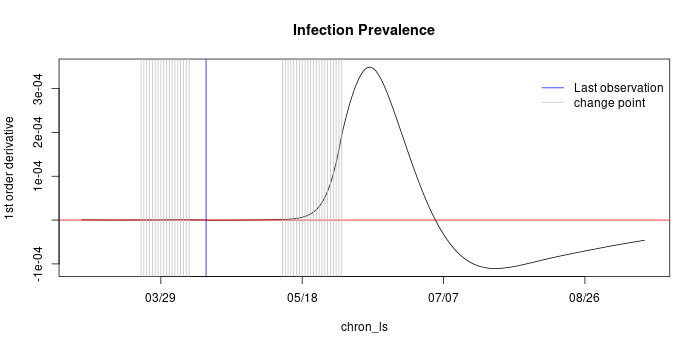 Infection Prevalence
1st order derivative
3e-04
2e-04
1e-04
-1e-04
Last observation
change point
03/29
05/18
07/07
08/26
chron_ls